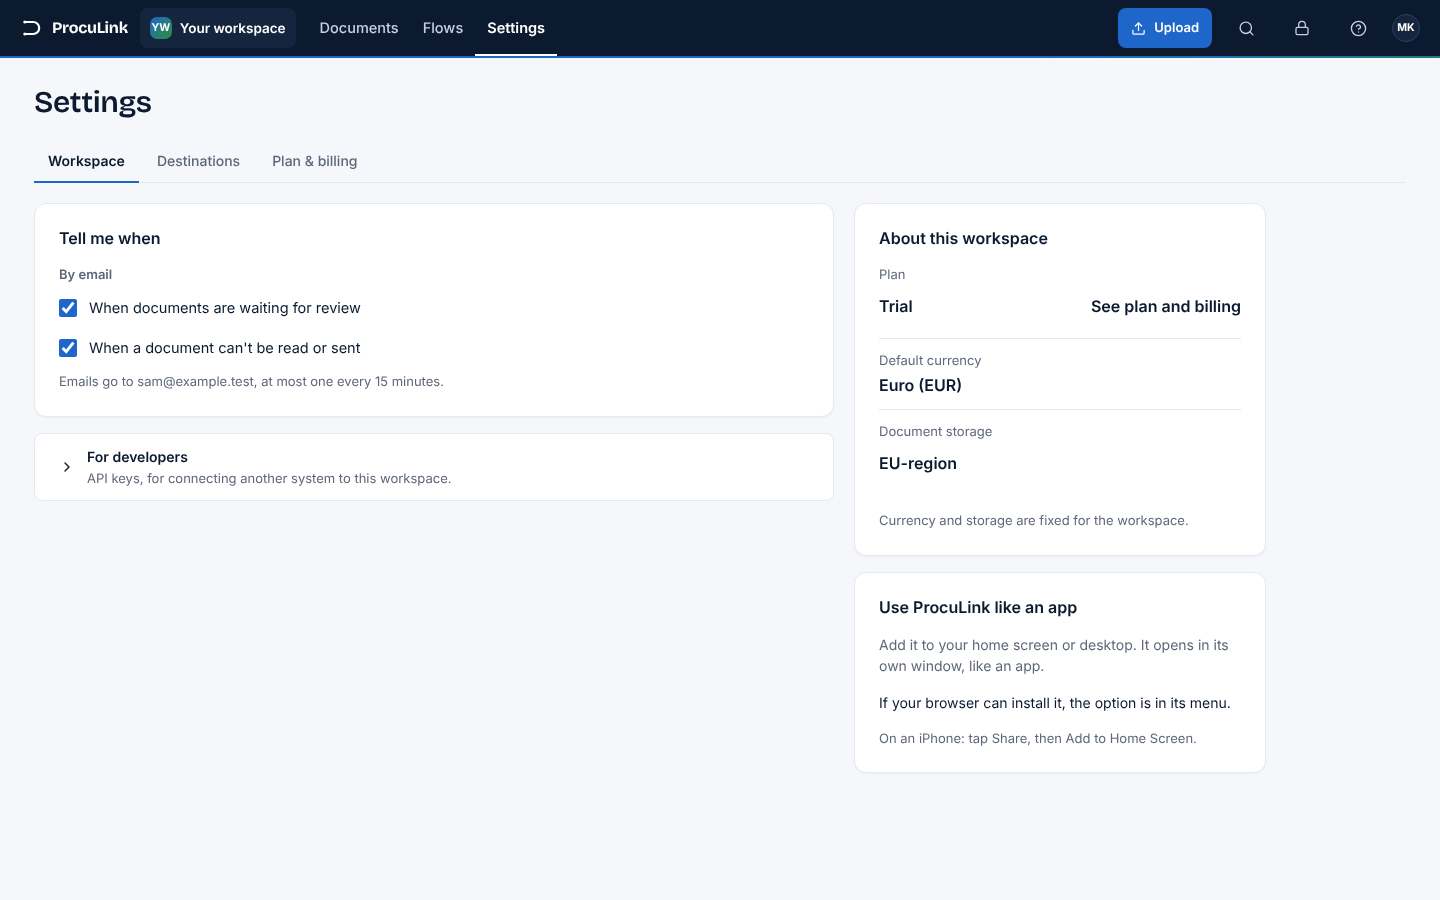 ProcuLink
YW Your workspace
Documents
Flows
Settings
Upload
MK
Settings
Workspace
Destinations
Plan & billing
Tell me when
By email
When documents are waiting for review
When a document can't be read or sent
Emails go to sam@example.test, at most one every 15 minutes.
For developers
API keys, for connecting another system to this workspace.
About this workspace
Plan
Trial
See plan and billing
Default currency
Euro (EUR)
Document storage
EU-region
Currency and storage are fixed for the workspace.
Use ProcuLink like an app
Add it to your home screen or desktop. It opens in its
own window, like an app.
If your browser can install it, the option is in its menu.
On an iPhone: tap Share, then Add to Home Screen.